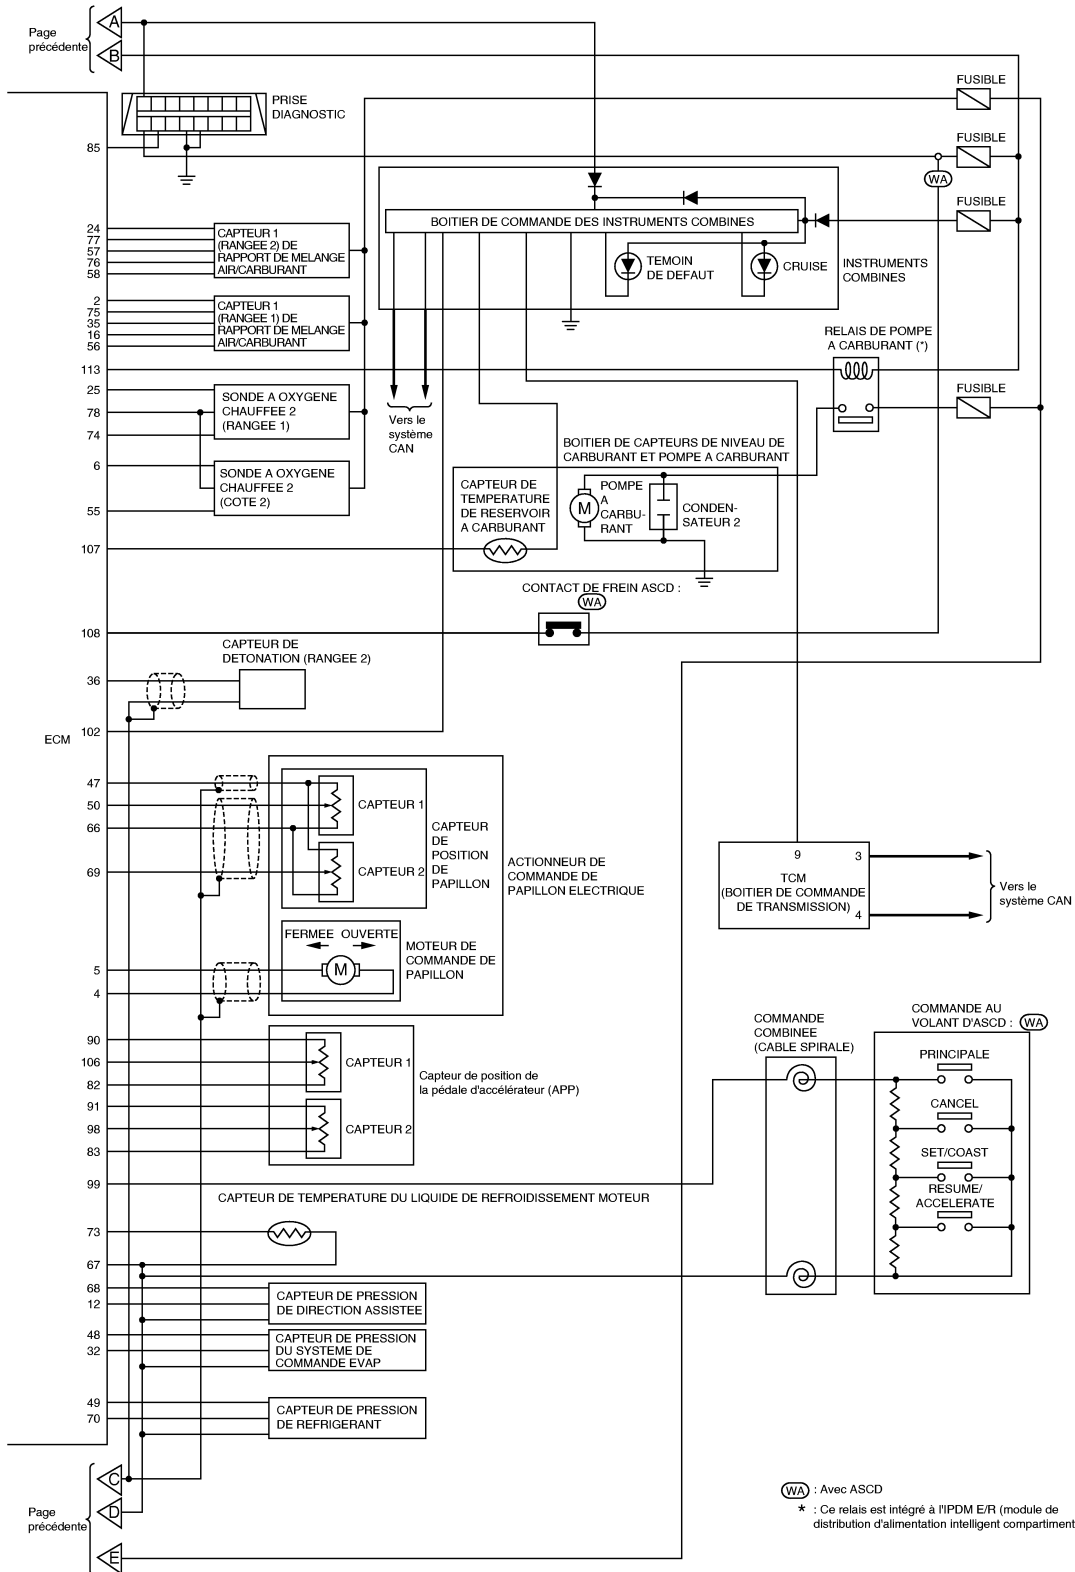 Page
précédente
A
B
PRISE
DIAGNOSTIC
FUSIBLE
FUSIBLE
WA
FUSIBLE
85
24
77
57
76
58
CAPTEUR 1
(RANGEE 2) DE
RAPPORT DE MELANGE
AIR/CARBURANT
BOITIER DE COMMANDE DES INSTRUMENTS COMBINES
TEMOIN
DE DEFAUT
CRUISE
INSTRUMENTS
COMBINES
2
75
35
16
56
CAPTEUR 1
(RANGEE 1) DE
RAPPORT DE MELANGE
AIR/CARBURANT
RELAIS DE POMPE
A CARBURANT (*)
113
25
78
74
SONDE A OXYGENE
CHAUFFEE 2
(RANGEE 1)
Vers le
système
CAN
FUSIBLE
6
55
SONDE A OXYGENE
CHAUFFEE 2
(COTE 2)
BOITIER DE CAPTEURS DE NIVEAU DE
CARBURANT ET POMPE A CARBURANT
CAPTEUR DE
TEMPERATURE
DE RESERVOIR
A CARBURANT
M
POMPE
A
CARBU-
RANT
CONDEN-
SATEUR 2
107
CONTACT DE FREIN ASCD :
WA
108
CAPTEUR DE
DETONATION (RANGEE 2)
36
102
ECM
47
50
66
69
CAPTEUR 1
CAPTEUR 2
CAPTEUR
DE
POSITION
DE
PAPILLON
ACTIONNEUR DE
COMMANDE DE
PAPILLON ELECTRIQUE
FERMEE OUVERTE
M
MOTEUR DE
COMMANDE DE
PAPILLON
5
4
9
3
4
TCM
(BOITIER DE COMMANDE
DE TRANSMISSION)
Vers le
système CAN
90
106
82
91
98
83
CAPTEUR 1
CAPTEUR 2
Capteur de position de
la pédale d'accélérateur (APP)
COMMANDE
COMBINEE
(CABLE SPIRALE)
COMMANDE AU
VOLANT D'ASCD : WA
PRINCIPALE
CANCEL
SET/COAST
RESUME/
ACCELERATE
99
CAPTEUR DE TEMPERATURE DU LIQUIDE DE REFROIDISSEMENT MOTEUR
73
67
68
12
CAPTEUR DE PRESSION
DE DIRECTION ASSISTEE
48
32
CAPTEUR DE PRESSION
DU SYSTEME DE
COMMANDE EVAP
49
70
CAPTEUR DE PRESSION
DE REFRIGERANT
Page
précédente
C
D
E
WA : Avec ASCD
* : Ce relais est intégré à l'IPDM E/R (module de
distribution d'alimentation intelligent compartiment